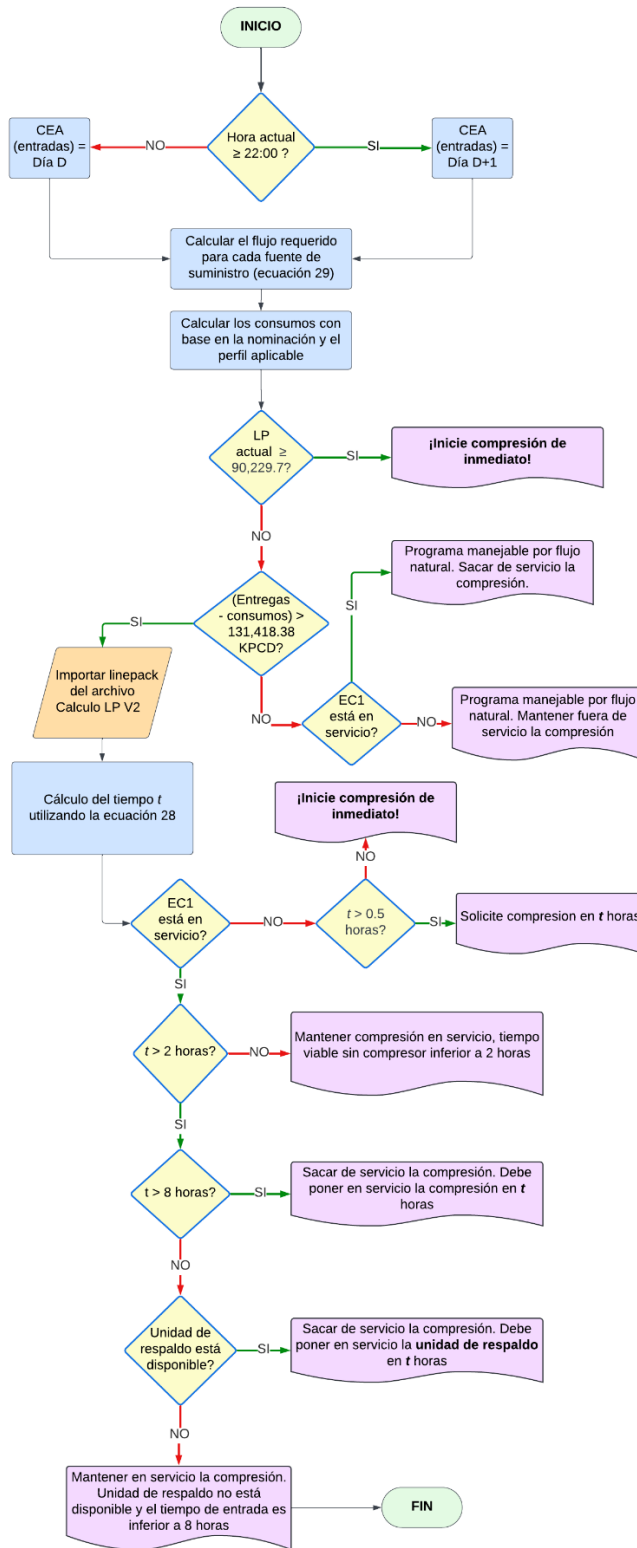 INICIO
Hora actual
≥ 22:00 ?
NO
SI
CEA
(entradas) =
Día D
CEA
(entradas) =
Día D+1
Calcular el flujo requerido
para cada fuente de
suministro (ecuación 29)
Calcular los consumos con
base en la nominación y el
perfil aplicable
LP
actual ≥
90,229.7?
SI
¡Inicie compresión de
inmediato!
NO
Programa manejable por flujo
natural. Sacar de servicio la
compresión.
(Entregas
- consumos) >
131,418.38
KPCD?
SI
SI
Importar linepack
del archivo
Calculo LP V2
NO
EC1
está en
servicio?
NO
Programa manejable por flujo
natural. Mantener fuera de
servicio la compresión
Cálculo del tiempo t
utilizando la ecuación 28
¡Inicie compresión de
inmediato!
NO
EC1
está en
servicio?
NO
t > 0.5
horas?
SI
Solicite compresion en t horas
SI
t > 2 horas?
NO
Mantener compresión en servicio, tiempo
viable sin compresor inferior a 2 horas
SI
t > 8 horas?
SI
Sacar de servicio la compresión. Debe
poner en servicio la compresión en t
horas
NO
Unidad de
respaldo está
disponible?
SI
Sacar de servicio la compresión. Debe
poner en servicio la unidad de respaldo
en t horas
NO
Mantener en servicio la compresión.
Unidad de respaldo no está
disponible y el tiempo de entrada es
inferior a 8 horas
FIN